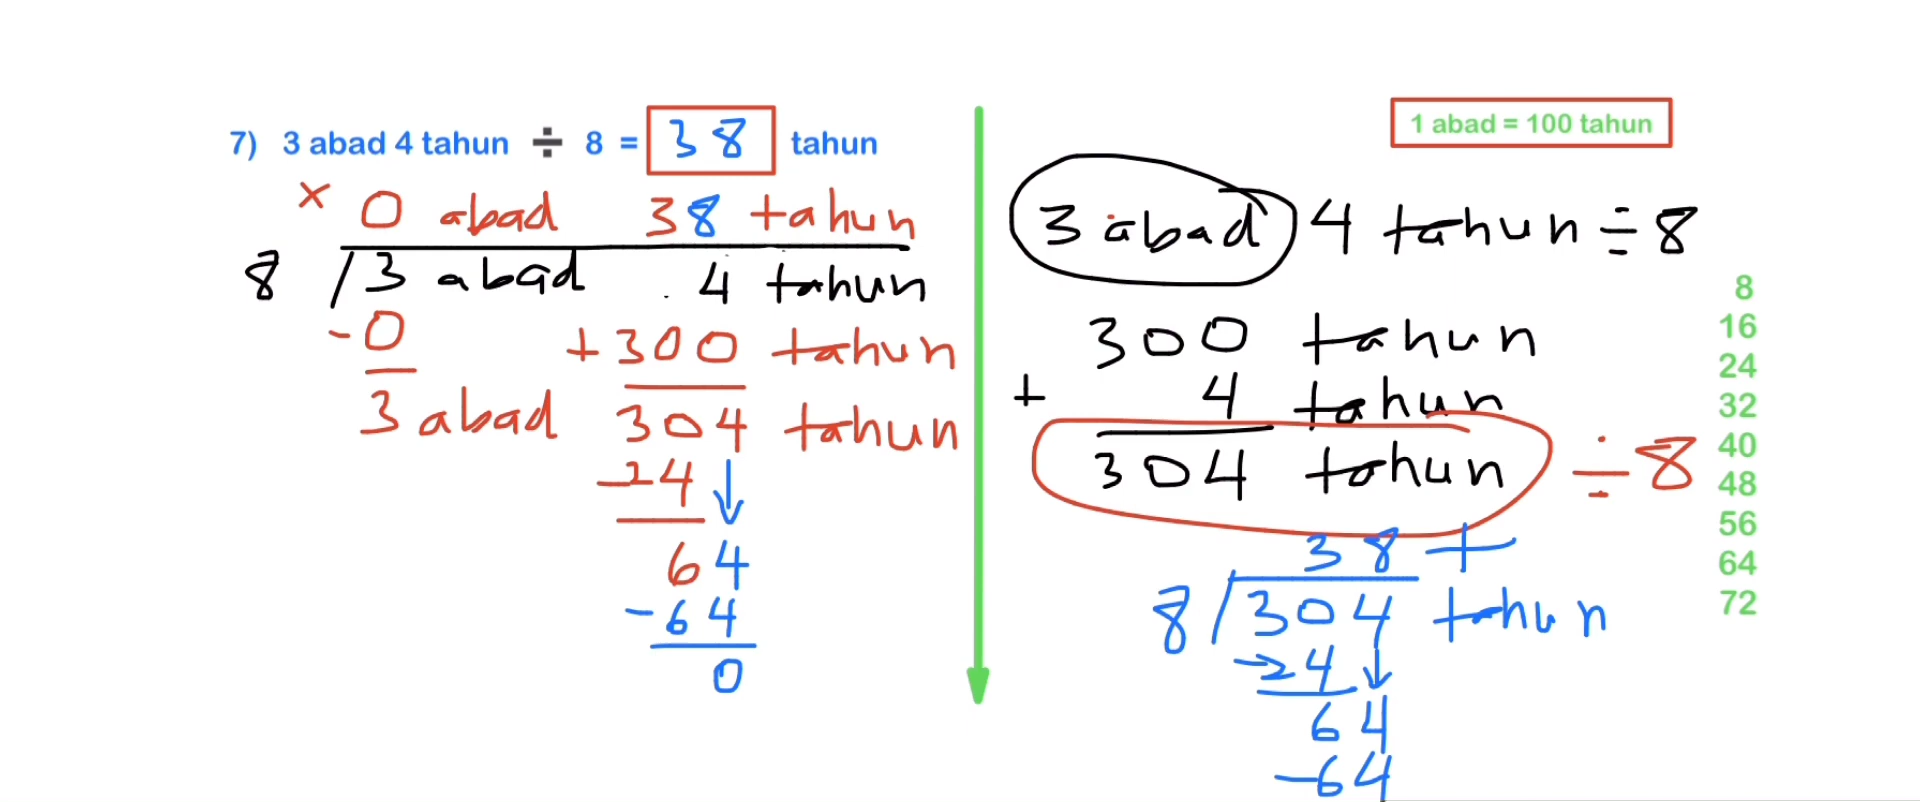 7) 3 abad 4 tahun ÷ 8 = 38 tahun
x 0 abad 38 tahun
8 / 3 abad 4 tahun
-0 +300 tahun
3 abad 304 tahun
-24
64
-64
0
1 abad = 100 tahun
3 abad 4 tahun ÷ 8
300 tahun
+ 4 tahun
304 tahun ÷ 8
38 t
8 / 304 tahun
-24
64
-64
8
16
24
32
40
48
56
64
72